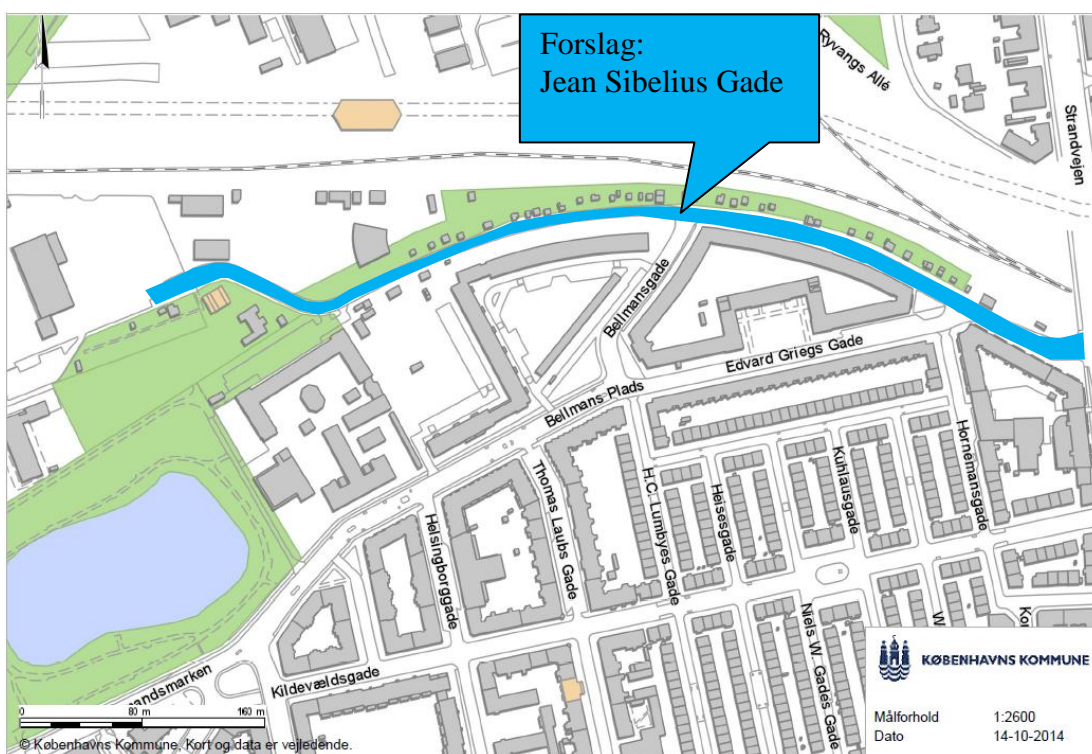 Forslag:
Jean Sibelius Gade
Ryvangs Allé
Strandvejen
Bellmansgade
Edvard Griegs Gade
Bellmans Plads
Hornemansgade
Kuhlausgade
H.C. Lumbyes Gade
Heisesgade
Thomas Laubs Gade
Helsingborggade
Niels W. Gades Gade
W
Kildevældsgade
andsmarken
0 80 m 160 m
© Københavns Kommune, Kort og data er vejledende.
KØBENHAVNS KOMMUNE
Målforhold 1:2600
Dato 14-10-2014